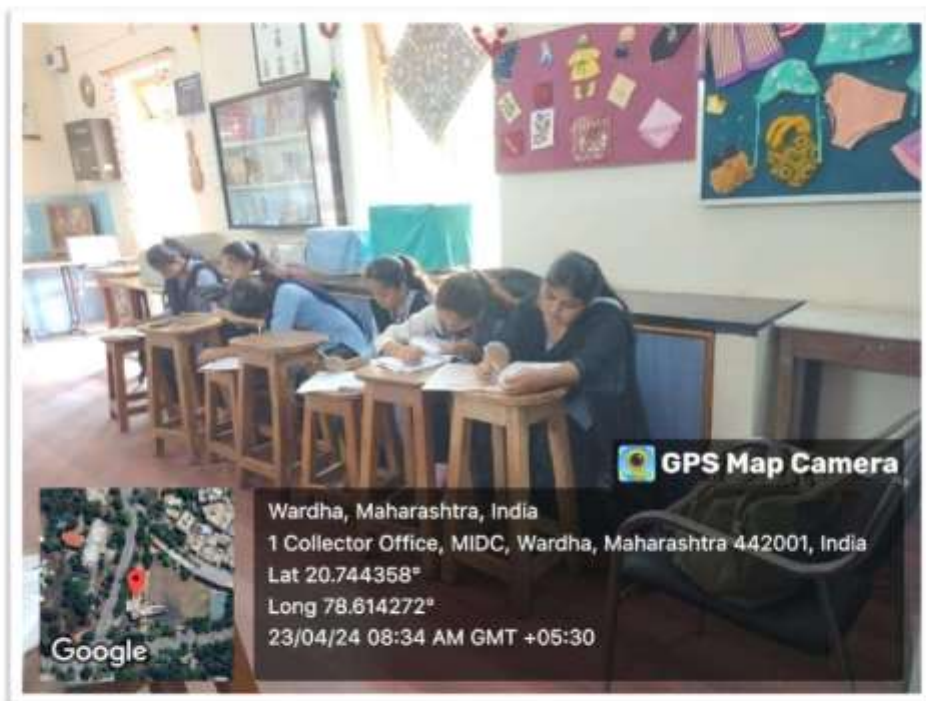 GPS Map Camera
Wardha, Maharashtra, India
1 Collector Office, MIDC, Wardha, Maharashtra 442001, India
Lat 20.744358°
Long 78.614272°
23/04/24 08:34 AM GMT +05:30
Google